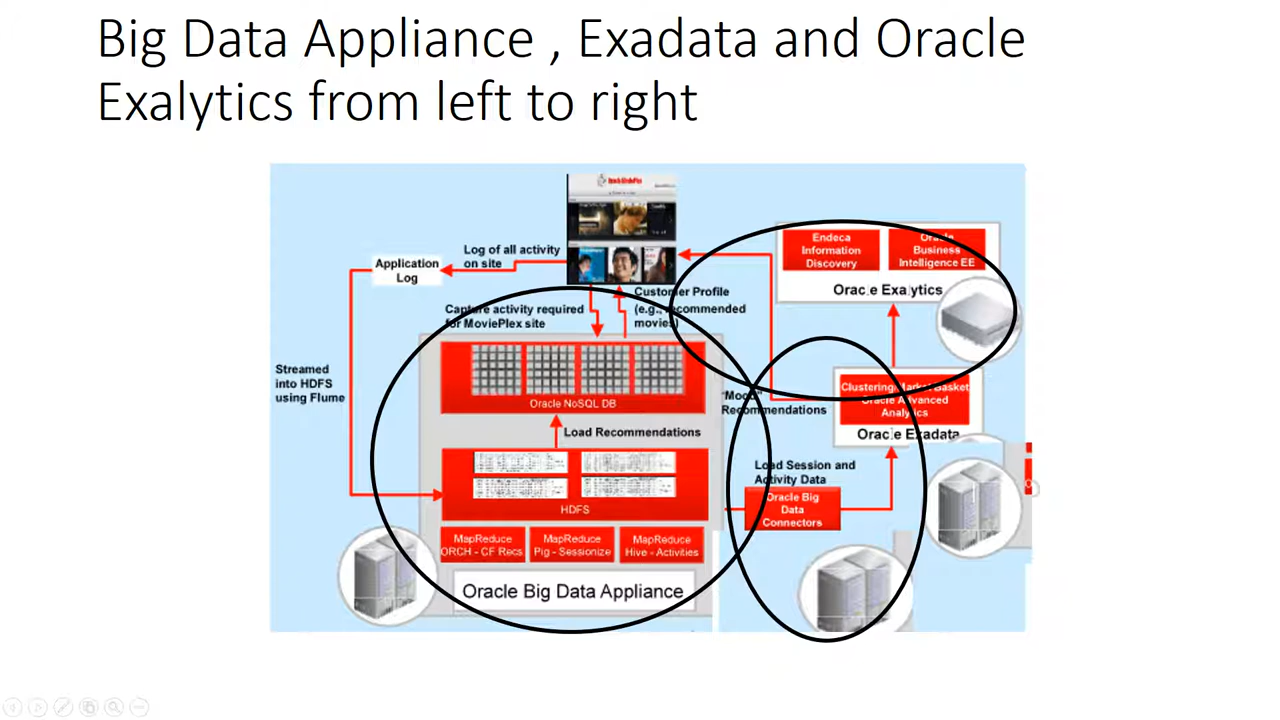 Big Data Appliance , Exadata and Oracle
Exalytics from left to right
Log of all activity
on site
Application
Log
Streamed
into HDFS
using Flume
Capture activity required
for MoviePlex site
Customer Profile
(e.g., recommended
movies)
Oracle NoSQL DB
Load Recommendations
HDFS
MapReduce
ORCH - CF Recs
MapReduce
Pig - Sessionize
MapReduce
Hive - Activities
Oracle Big Data Appliance
"Mood"
Recommendations
Load Session and
Activity Data
Oracle Big
Data
Connectors
Endeca
Information
Discovery
Oracle
Business
Intelligence EE
Oracle Exalytics
Clustering/Market Basket
Oracle Advanced
Analytics
Oracle Exadata